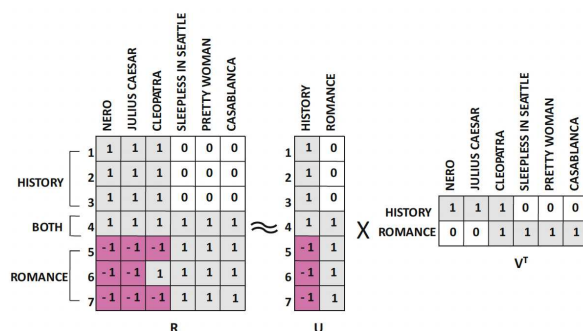 NERO JULIUS CAESAR CLEOPATRA SLEEPLESS IN SEATTLE PRETTY WOMAN CASABLANCA
1 1 1 1 0 0 0
2 1 1 1 0 0 0
3 1 1 1 0 0 0
4 1 1 1 1 1 1
5 -1 -1 -1 1 1 1
6 -1 -1 1 1 1 1
7 -1 -1 -1 1 1 1
HISTORY
BOTH
ROMANCE
R
≈
HISTORY ROMANCE
1 1 0
2 1 0
3 1 0
4 1 1
5 -1 1
6 -1 1
7 -1 1
U
X
NERO JULIUS CAESAR CLEOPATRA SLEEPLESS IN SEATTLE PRETTY WOMAN CASABLANCA
HISTORY 1 1 1 0 0 0
ROMANCE 0 0 1 1 1 1
Vᵀ